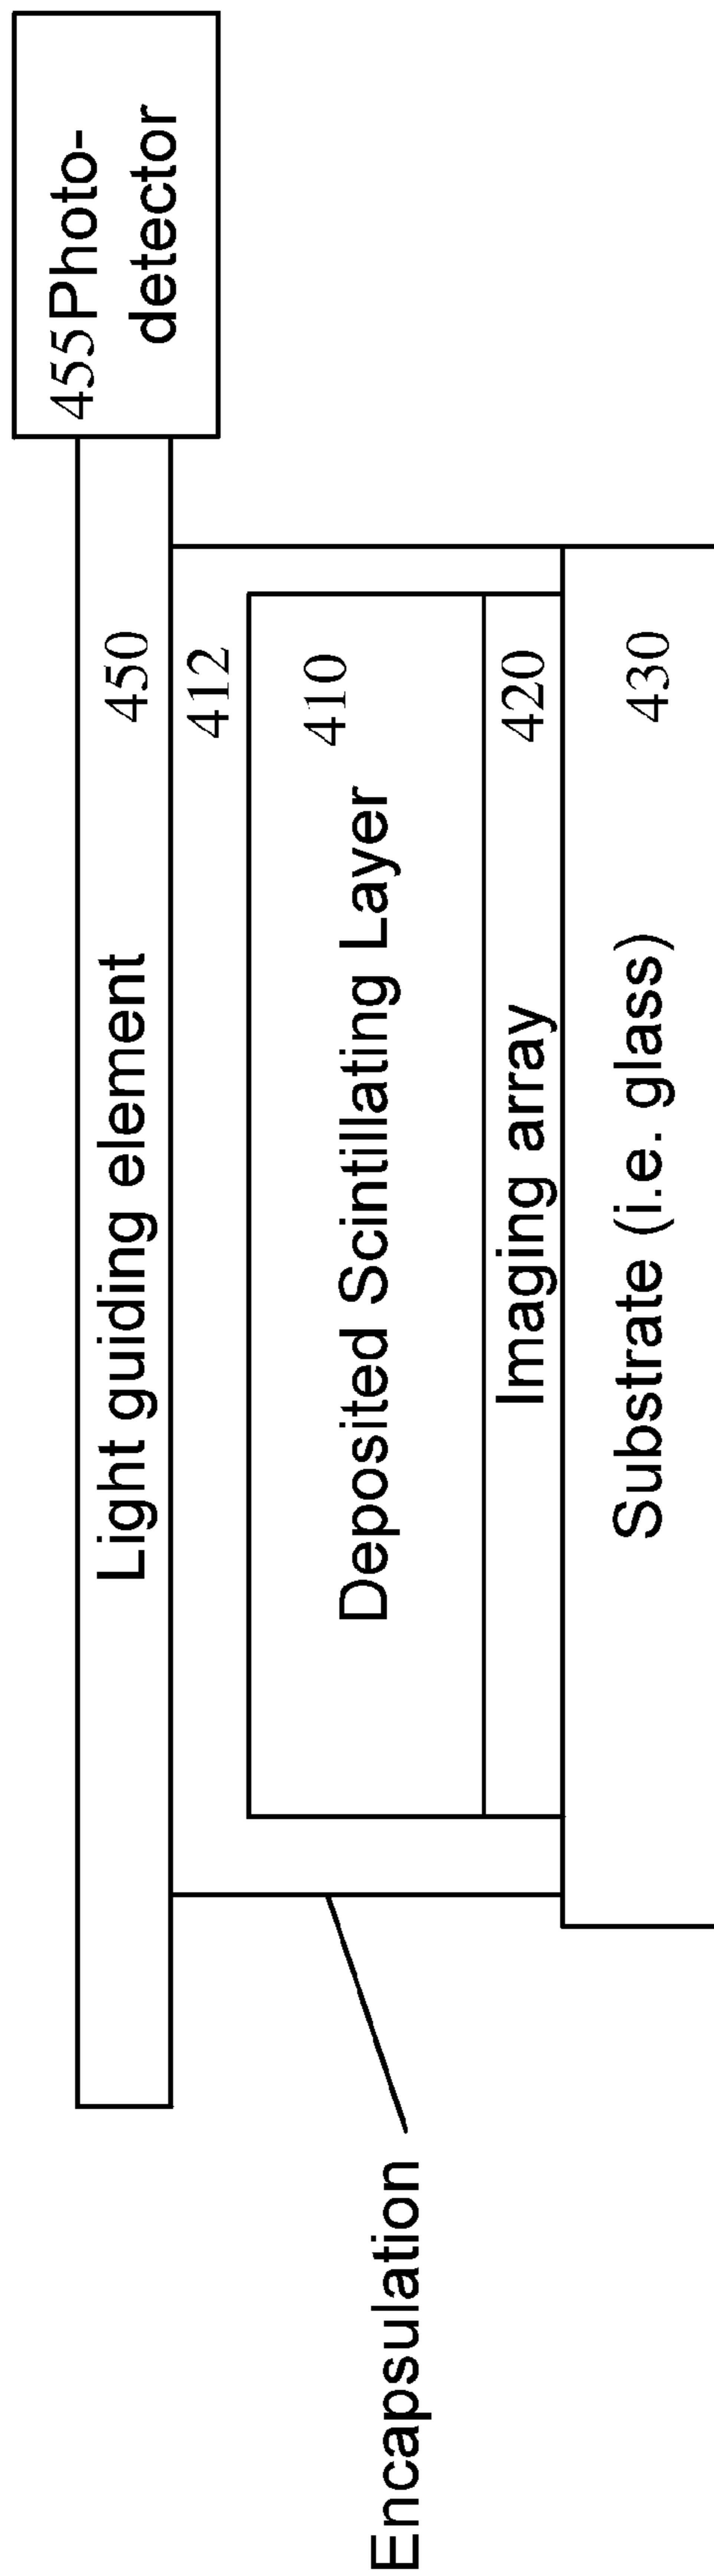 455Photo-
detector
Light guiding element 450
412
Deposited Scintillating Layer 410
Imaging array 420
Substrate (i.e. glass) 430
Encapsulation